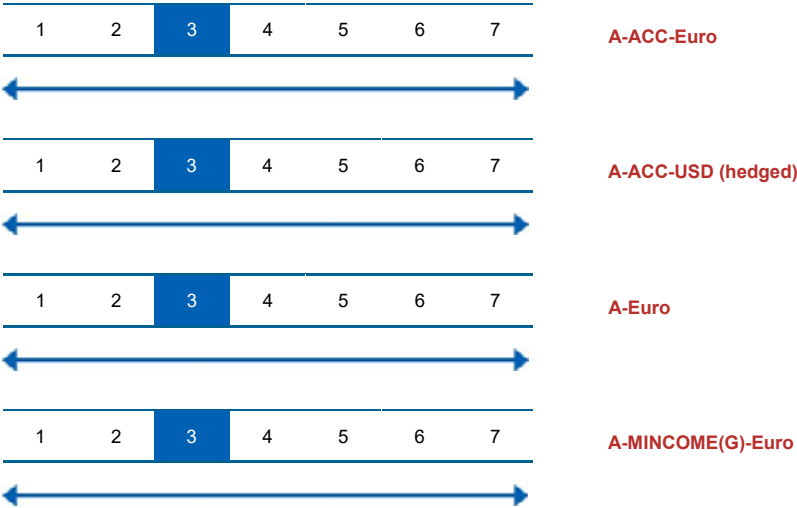 1 2 3 4 5 6 7 A-ACC-Euro
1 2 3 4 5 6 7 A-ACC-USD (hedged)
1 2 3 4 5 6 7 A-Euro
1 2 3 4 5 6 7 A-MINCOME(G)-Euro